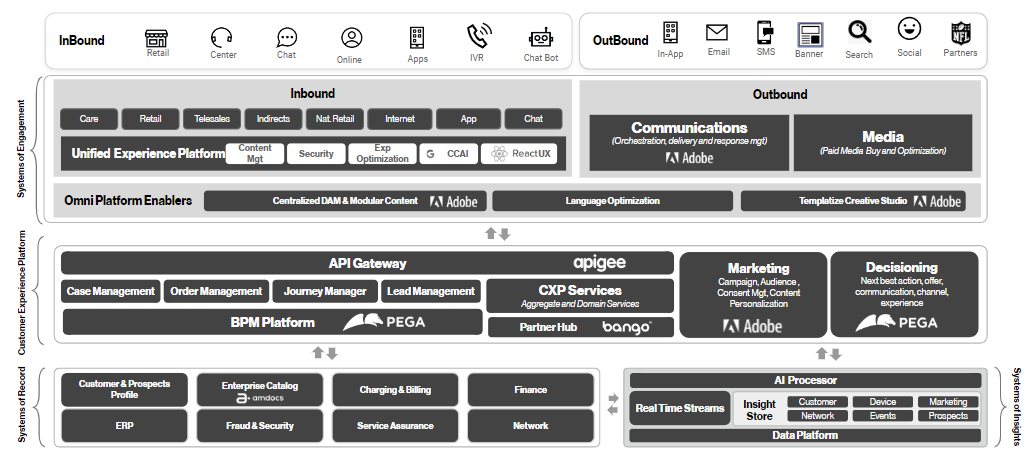 InBound
Retail
Center
Chat
Online
Apps
IVR
Chat Bot
OutBound
In-App
Email
SMS
Banner
Search
Social
NFL
Partners
Systems of Engagement
Inbound
Care
Retail
Telesales
Indirects
Nat.Retail
Internet
App
Chat
Unified Experience Platform
Content
Mgt
Security
Exp
Optimization
G CCAI
ReactUX
Outbound
Communications
(Orchestration, delivery and response mgt)
Adobe
Media
(Paid Media Buy and Optimization)
Omni Platform Enablers
Centralized DAM & Modular Content
Adobe
Language Optimization
Templatize Creative Studio
Adobe
Customer Experience Platform
API Gateway
apigee
Case Management
Order Management
Journey Manager
Lead Management
BPM Platform
PEGA
CXP Services
Aggregate and Domain Services
Partner Hub
bango
Marketing
Campaign, Audience ,
Consent Mgt, Content
Personalization
Adobe
Decisioning
Next best action, offer,
communication, channel,
experience
PEGA
Systems of Record
Customer & Prospects
Profile
Enterprise Catalog
amdocs
Charging & Billing
Finance
ERP
Fraud & Security
Service Assurance
Network
AI Processor
Real Time Streams
Insight
Store
Customer
Device
Marketing
Network
Events
Prospects
Data Platform
Systems of Insights